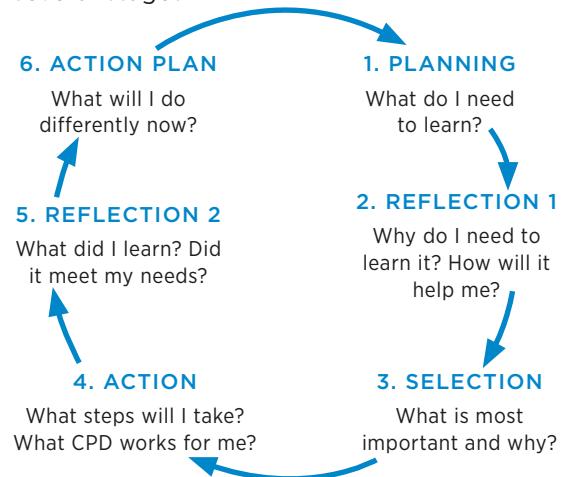 1. PLANNING
What do I need
to learn?
2. REFLECTION 1
Why do I need to
learn it? How will it
help me?
3. SELECTION
What is most
important and why?
4. ACTION
What steps will I take?
What CPD works for me?
5. REFLECTION 2
What did I learn? Did
it meet my needs?
6. ACTION PLAN
What will I do
differently now?